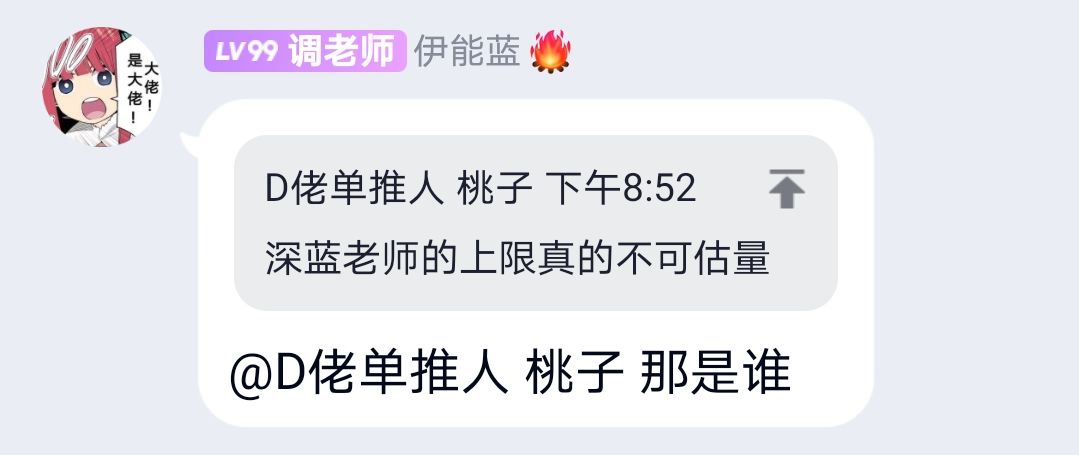 大佬！
是大佬！
LV99 调老师 伊能蓝🔥
D佬单推人 桃子 下午8:52
深蓝老师的上限真的不可估量
@D佬单推人 桃子 那是谁